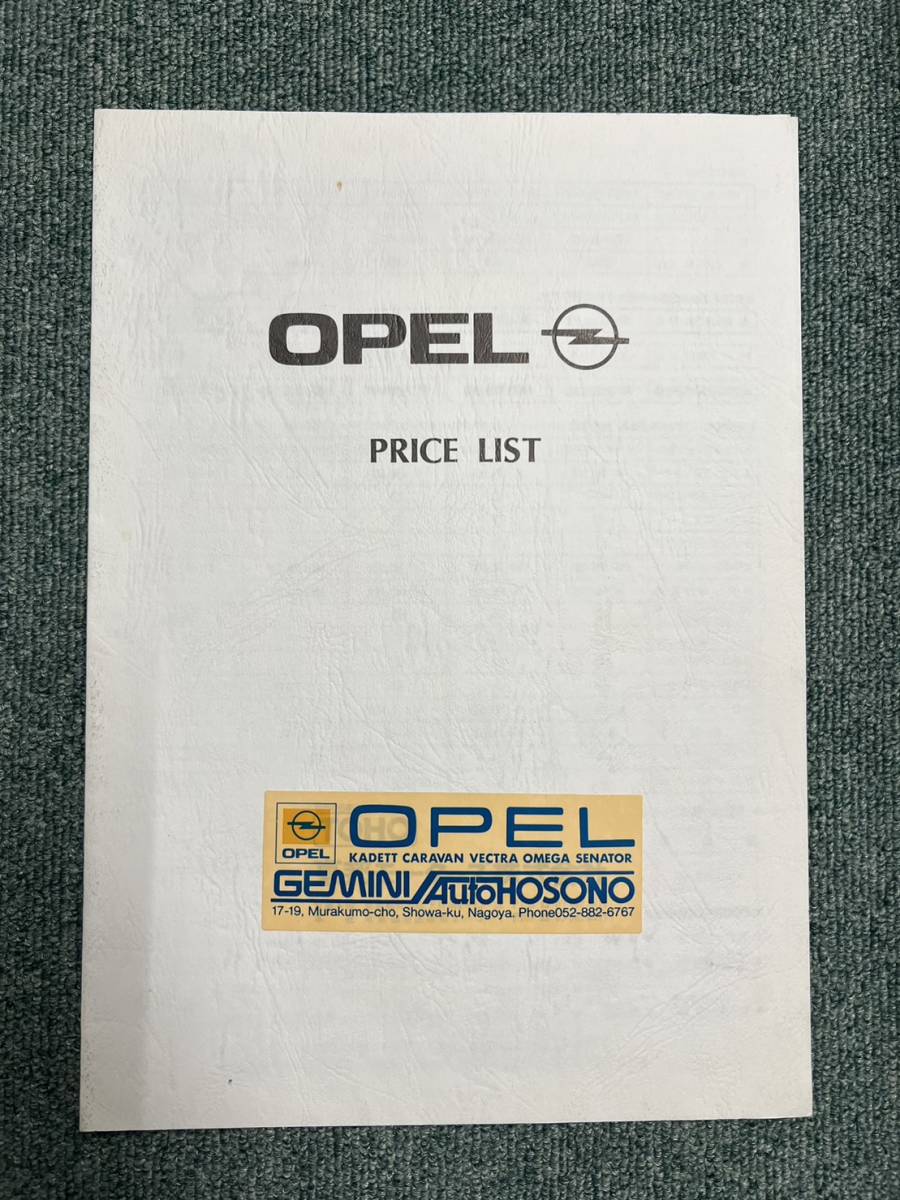 OPEL
PRICE LIST
OPEL
OPEL
KADETT CARAVAN VECTRA OMEGA SENATOR
GEMINI/AutoHOSONO
17-19, Murakumo-cho, Showa-ku, Nagoya. Phone052-882-6767